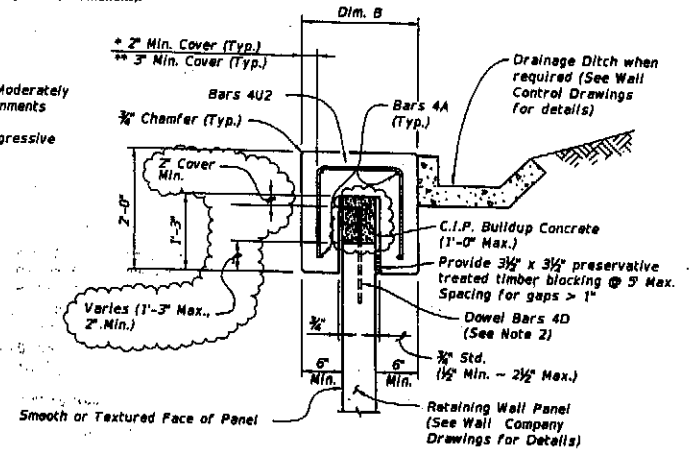 Dim. B
* 2" Min. Cover (Typ.)
** 3" Min. Cover (Typ.)
Moderately
nments
gressive
Bars 4U2
Bars 4A
(Typ.)
¾" Chamfer (Typ.)
Drainage Ditch when
required (See Wall
Control Drawings
for details)
2" Cover
Min.
2'-0"
1'-3"
C.I.P. Buildup Concrete
(1'-0" Max.)
Provide 3½" x 3½" preservative
treated timber blocking @ 5' Max.
Spacing for gaps > 1"
Varies (1'-3" Max.,
2" Min.)
Dowel Bars 4D
(See Note 2)
¾"
¾" Std.
(½" Min. ~ 2½" Max.)
6"
Min.
6"
Min.
Smooth or Textured Face of Panel
Retaining Wall Panel
(See Wall Company
Drawings for Details)